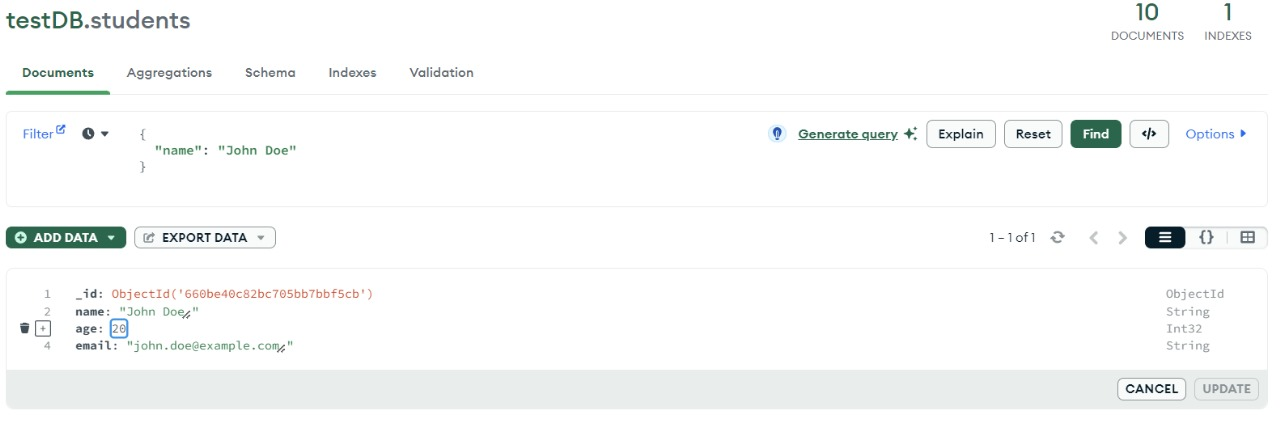 testDB.students
10 1
DOCUMENTS INDEXES
Documents Aggregations Schema Indexes Validation
Filter { Generate query Explain Reset Find </> Options
"name": "John Doe"
}
ADD DATA EXPORT DATA 1 – 1 of 1 {}
1 _id: ObjectId('660be40c82bc705bb7bbf5cb') ObjectId
2 name: "John Doe" String
+ age: 20 Int32
4 email: "john.doe@example.com" String
CANCEL UPDATE